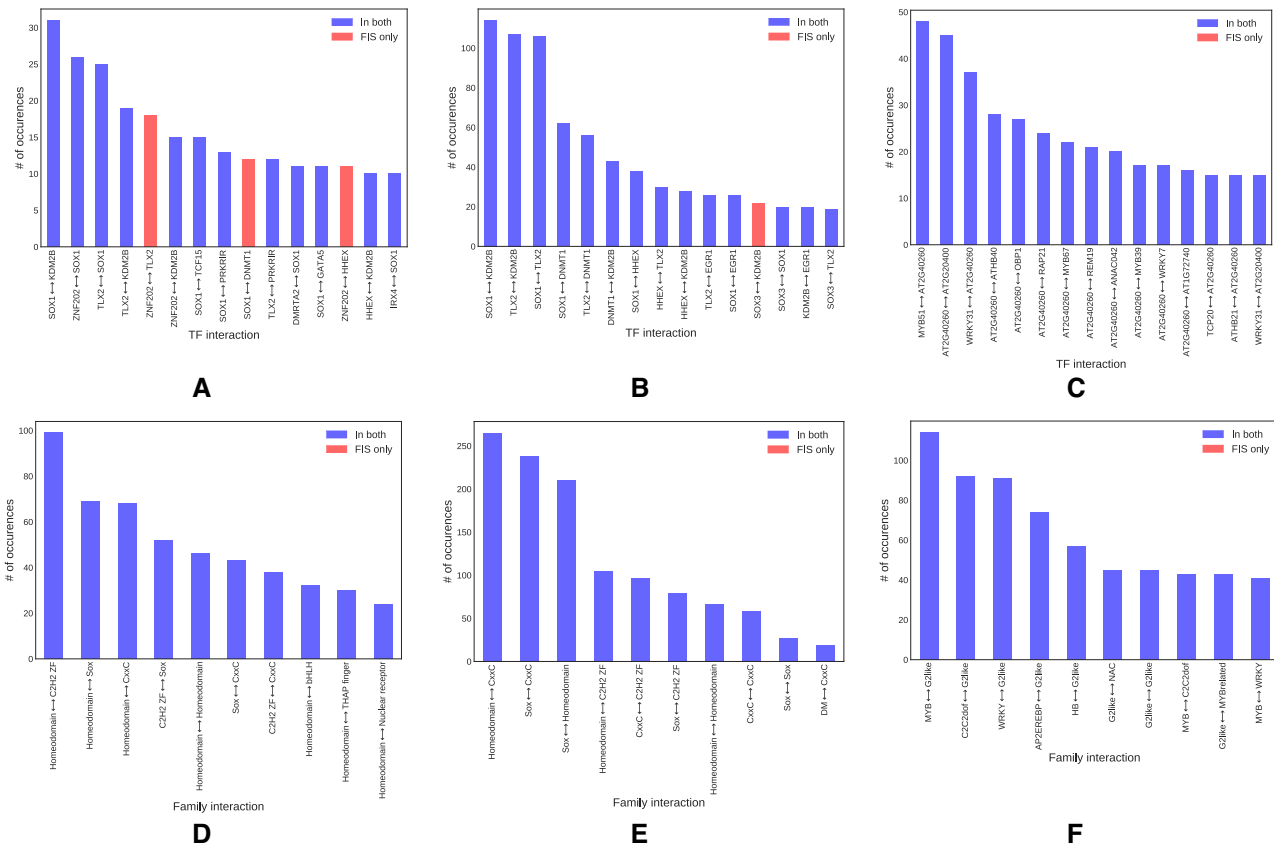 In both
FIS only
# of occurences
30
25
20
15
10
5
0
SOX1 ⟷ KDM2B
ZNF202 ⟷ SOX1
TLX2 ⟷ SOX1
TLX2 ⟷ KDM2B
ZNF202 ⟷ TLX2
ZNF202 ⟷ KDM2B
SOX1 ⟷ TCF15
SOX1 ⟷ PRKRIR
SOX1 ⟷ DNMT1
TLX2 ⟷ PRKRIR
DMRTA2 ⟷ SOX1
SOX1 ⟷ GATA5
ZNF202 ⟷ HHEX
HHEX ⟷ KDM2B
IRX4 ⟷ SOX1
TF interaction
A
In both
FIS only
# of occurences
100
80
60
40
20
0
SOX1 ⟷ KDM2B
TLX2 ⟷ KDM2B
SOX1 ⟷ TLX2
SOX1 ⟷ DNMT1
TLX2 ⟷ DNMT1
DNMT1 ⟷ KDM2B
SOX1 ⟷ HHEX
HHEX ⟷ TLX2
HHEX ⟷ KDM2B
TLX2 ⟷ EGR1
SOX1 ⟷ EGR1
SOX3 ⟷ KDM2B
SOX3 ⟷ SOX1
KDM2B ⟷ EGR1
SOX3 ⟷ TLX2
TF interaction
B
In both
FIS only
# of occurences
50
40
30
20
10
0
MYB51 ⟷ AT2G40260
AT2G40260 ⟷ AT2G20400
WRKY31 ⟷ AT2G40260
AT2G40260 ⟷ ATHB40
AT2G40260 ⟷ OBP1
AT2G40260 ⟷ RAP21
AT2G40260 ⟷ MYB67
AT2G40260 ⟷ REM19
AT2G40260 ⟷ ANAC042
AT2G40260 ⟷ MYB39
AT2G40260 ⟷ WRKY7
AT2G40260 ⟷ AT1G72740
TCP20 ⟷ AT2G40260
ATHB21 ⟷ AT2G40260
WRKY31 ⟷ AT2G20400
TF interaction
C
In both
FIS only
# of occurences
100
80
60
40
20
0
Homeodomain ⟷ C2H2 ZF
Homeodomain ⟷ Sox
Homeodomain ⟷ CxxC
C2H2 ZF ⟷ Sox
Homeodomain ⟷ Homeodomain
Sox ⟷ CxxC
C2H2 ZF ⟷ CxxC
Homeodomain ⟷ bHLH
Homeodomain ⟷ THAP finger
Homeodomain ⟷ Nuclear receptor
Family interaction
D
In both
FIS only
# of occurences
250
200
150
100
50
0
Homeodomain ⟷ CxxC
Sox ⟷ CxxC
Sox ⟷ Homeodomain
Homeodomain ⟷ C2H2 ZF
CxxC ⟷ C2H2 ZF
Sox ⟷ C2H2 ZF
Homeodomain ⟷ Homeodomain
CxxC ⟷ CxxC
Sox ⟷ Sox
DM ⟷ CxxC
Family interaction
E
In both
FIS only
# of occurences
100
80
60
40
20
0
MYB ⟷ G2like
C2C2dof ⟷ G2like
WRKY ⟷ G2like
AP2EREBP ⟷ G2like
HB ⟷ G2like
G2like ⟷ NAC
G2like ⟷ G2like
MYB ⟷ C2C2dof
G2like ⟷ MYBrelated
MYB ⟷ WRKY
Family interaction
F